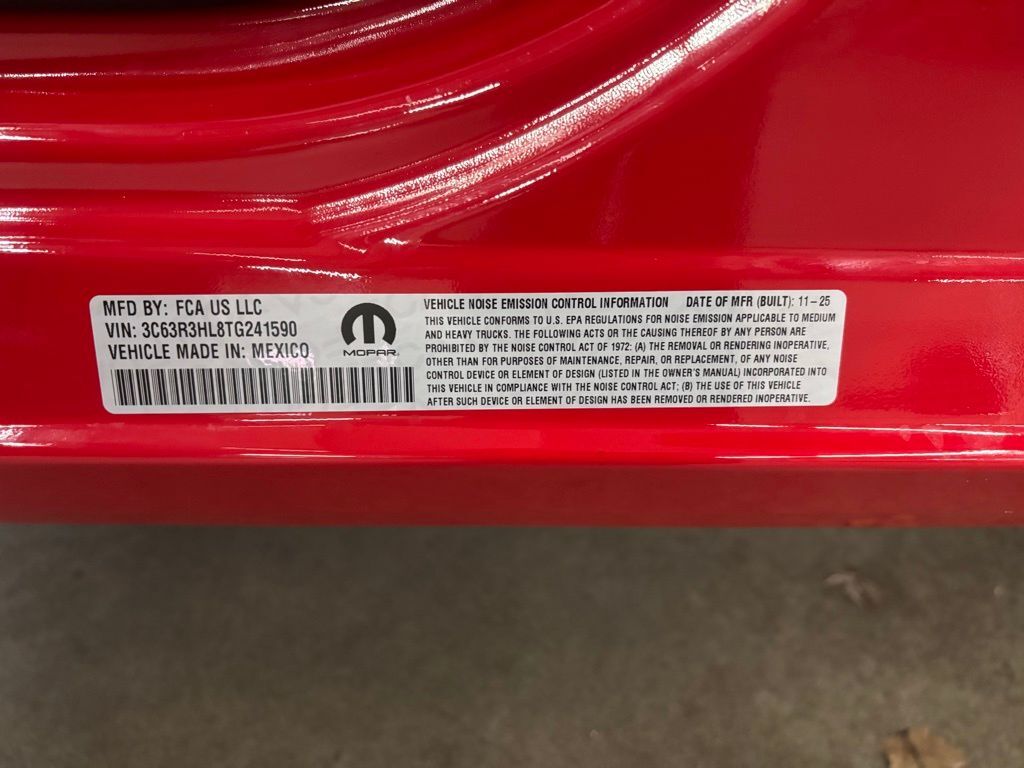 MFD BY: FCA US LLC
VIN: 3C63R3HL8TG241590
VEHICLE MADE IN: MEXICO
MOPAR
VEHICLE NOISE EMISSION CONTROL INFORMATION DATE OF MFR (BUILT): 11-25
THIS VEHICLE CONFORMS TO U.S. EPA REGULATIONS FOR NOISE EMISSION APPLICABLE TO MEDIUM
AND HEAVY TRUCKS. THE FOLLOWING ACTS OR THE CAUSING THEREOF BY ANY PERSON ARE
PROHIBITED BY THE NOISE CONTROL ACT OF 1972: (A) THE REMOVAL OR RENDERING INOPERATIVE,
OTHER THAN FOR PURPOSES OF MAINTENANCE, REPAIR, OR REPLACEMENT, OF ANY NOISE
CONTROL DEVICE OR ELEMENT OF DESIGN (LISTED IN THE OWNER'S MANUAL) INCORPORATED INTO
THIS VEHICLE IN COMPLIANCE WITH THE NOISE CONTROL ACT; (B) THE USE OF THIS VEHICLE
AFTER SUCH DEVICE OR ELEMENT OF DESIGN HAS BEEN REMOVED OR RENDERED INOPERATIVE.